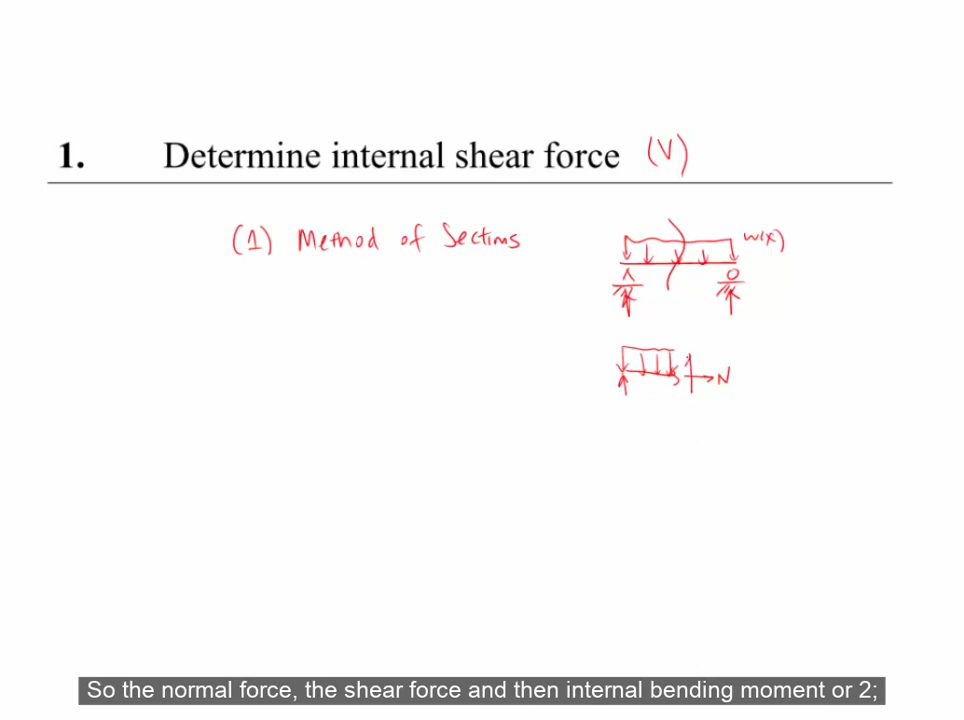 1. Determine internal shear force (V)
(1) Method of Sections
w(x)
N
So the normal force, the shear force and then internal bending moment or 2;